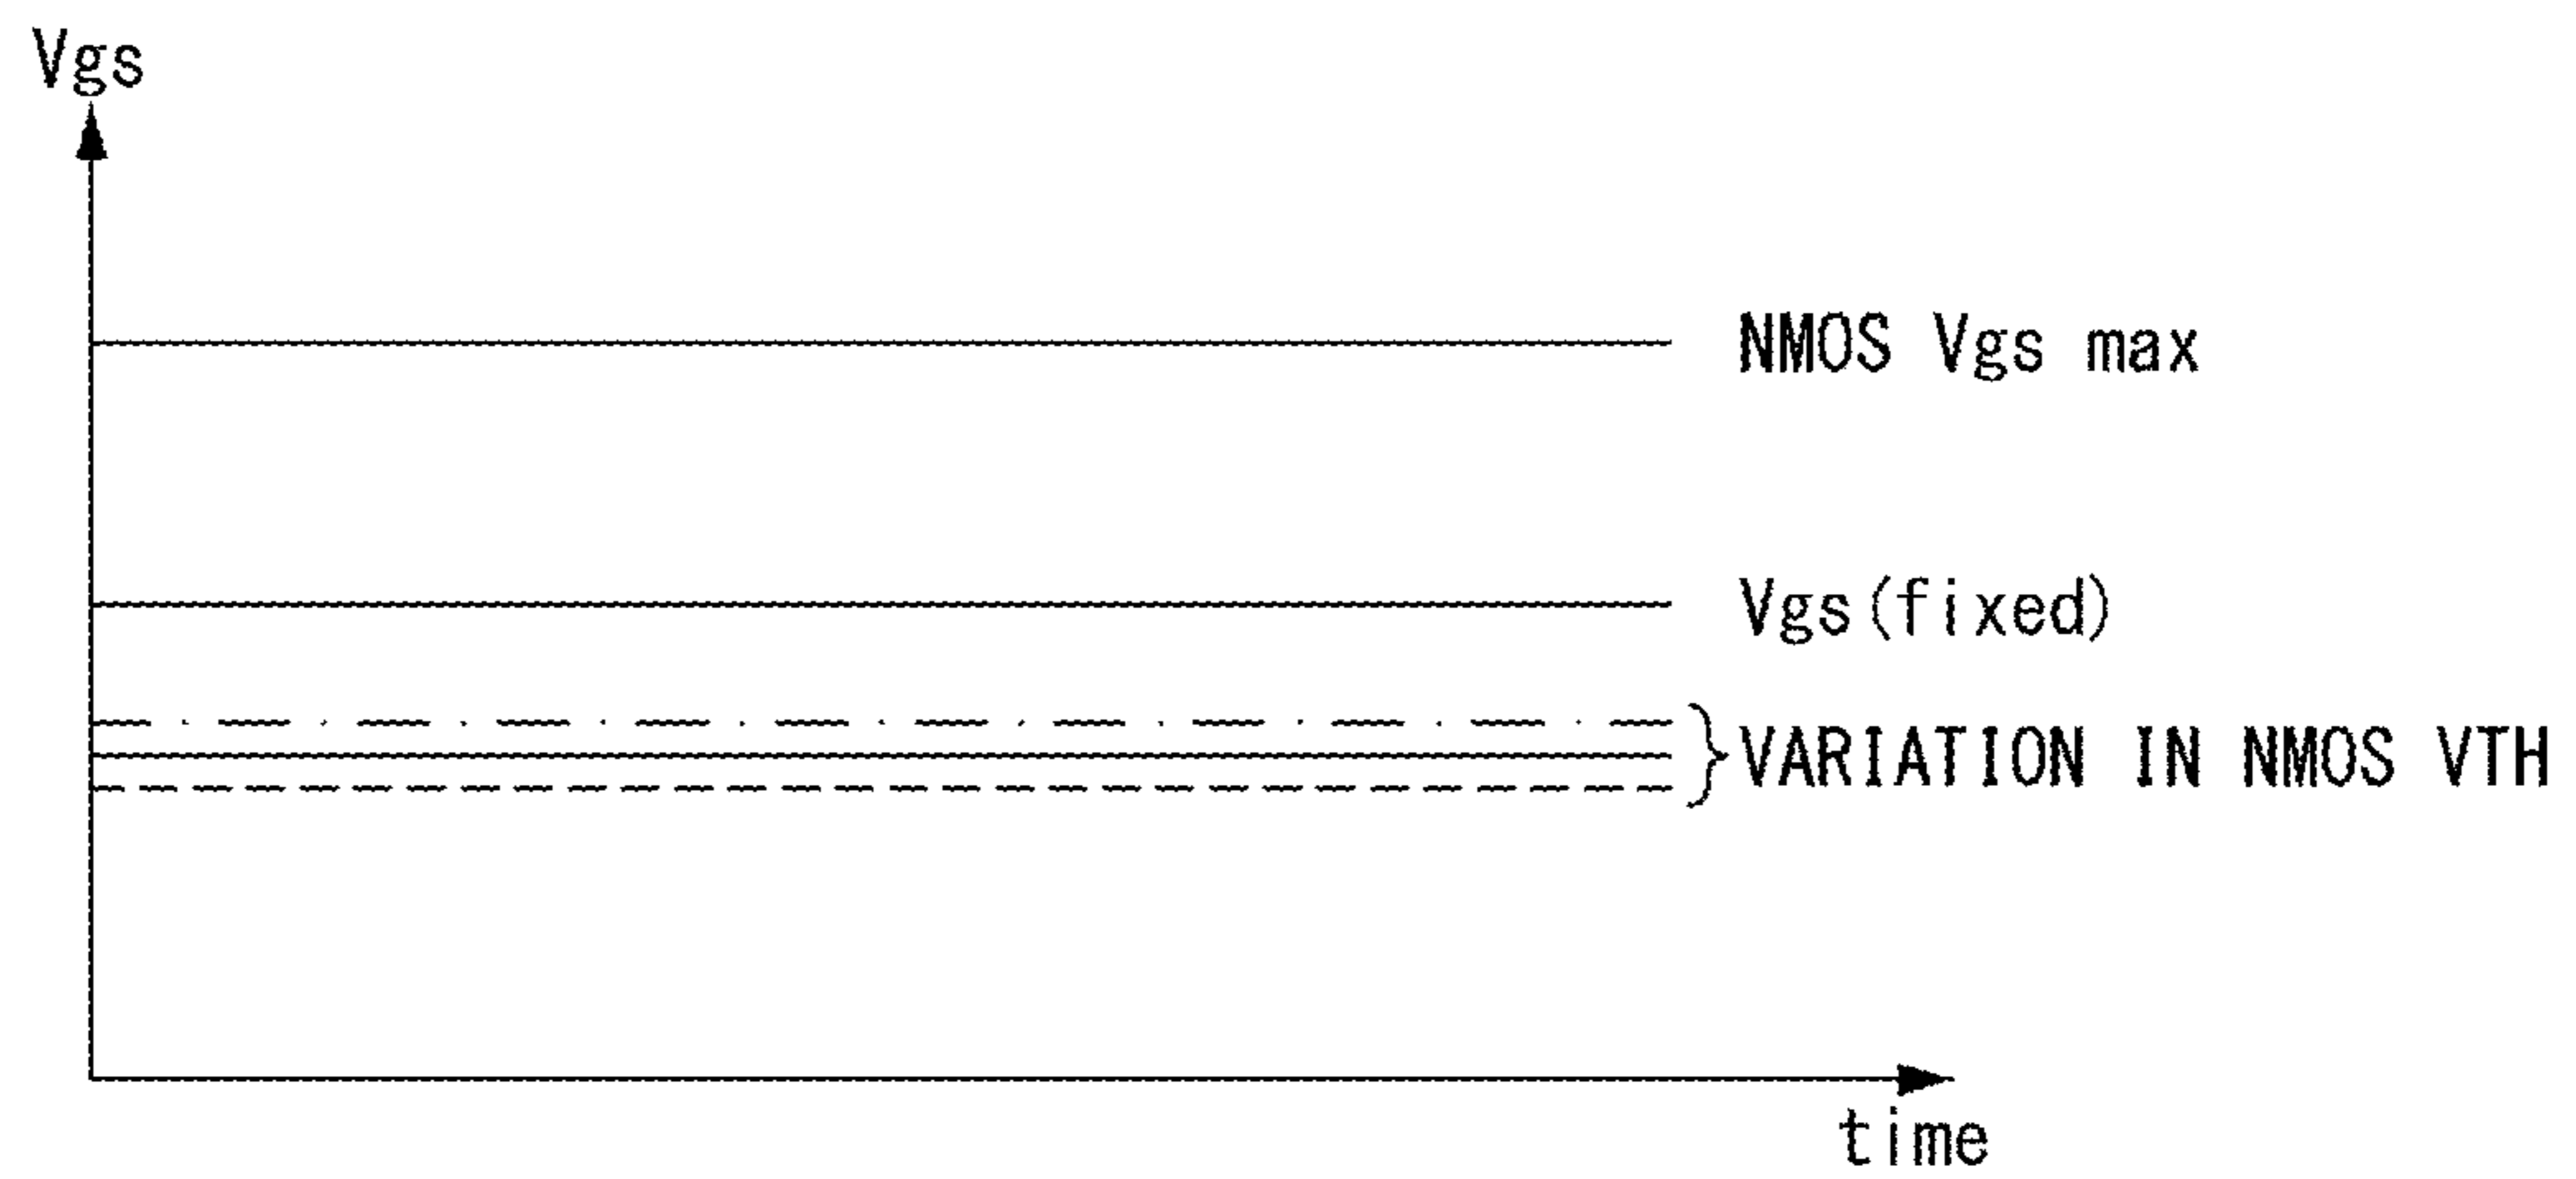 Vgs
NMOS Vgs max
Vgs(fixed)
VARIATION IN NMOS VTH
time